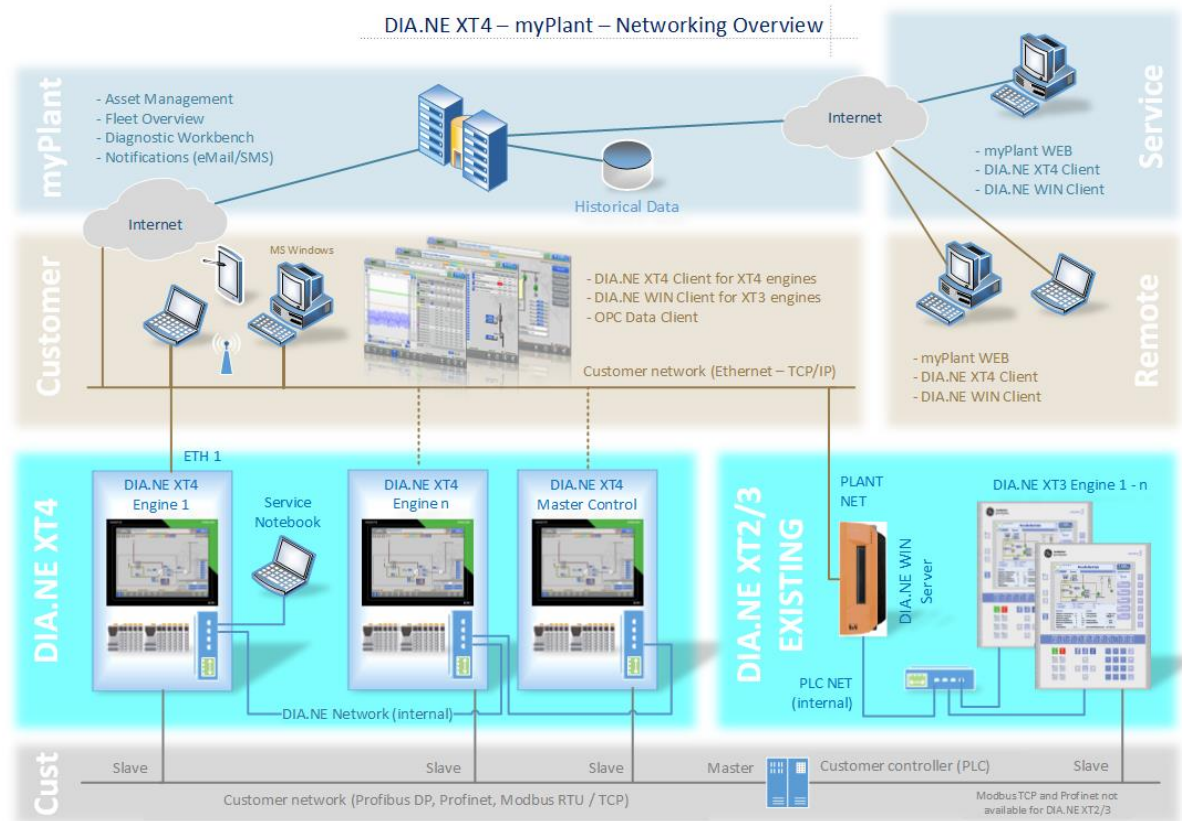 DIA.NE XT4 – myPlant – Networking Overview
myPlant
- Asset Management
- Fleet Overview
- Diagnostic Workbench
- Notifications (eMail/SMS)
Internet
Historical Data
Internet
Service
- myPlant WEB
- DIA.NE XT4 Client
- DIA.NE WIN Client
Customer
MS Windows
- DIA.NE XT4 Client for XT4 engines
- DIA.NE WIN Client for XT3 engines
- OPC Data Client
Customer network (Ethernet – TCP/IP)
Remote
- myPlant WEB
- DIA.NE XT4 Client
- DIA.NE WIN Client
DIA.NE XT4
ETH 1
DIA.NE XT4
Engine 1
Service
Notebook
DIA.NE XT4
Engine n
DIA.NE XT4
Master Control
DIA.NE Network (internal)
DIA.NE XT2/3
EXISTING
PLANT
NET
DIA.NE WIN
Server
DIA.NE XT3 Engine 1 - n
PLC NET
(internal)
Cust
Slave
Slave
Slave
Master
Customer controller (PLC)
Slave
Customer network (Profibus DP, Profinet, Modbus RTU / TCP)
Modbus TCP and Profinet not
available for DIA.NE XT2/3